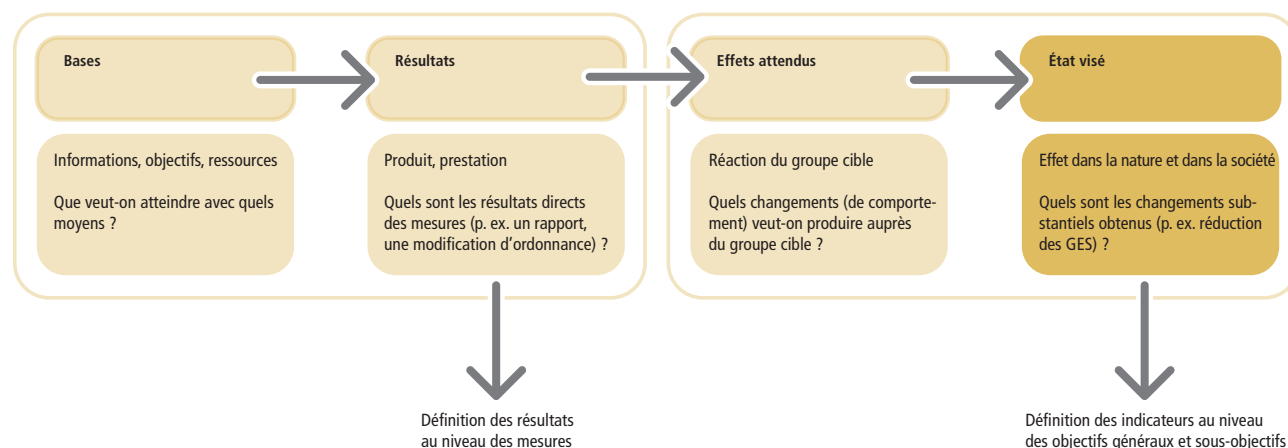 Bases
Résultats
Effets attendus
État visé
Informations, objectifs, ressources
Que veut-on atteindre avec quels
moyens ?
Produit, prestation
Quels sont les résultats directs
des mesures (p. ex. un rapport,
une modification d’ordonnance) ?
Réaction du groupe cible
Quels changements (de comporte-
ment) veut-on produire auprès
du groupe cible ?
Effet dans la nature et dans la société
Quels sont les changements sub-
stantiels obtenus (p. ex. réduction
des GES) ?
Définition des résultats
au niveau des mesures
Définition des indicateurs au niveau
des objectifs généraux et sous-objectifs